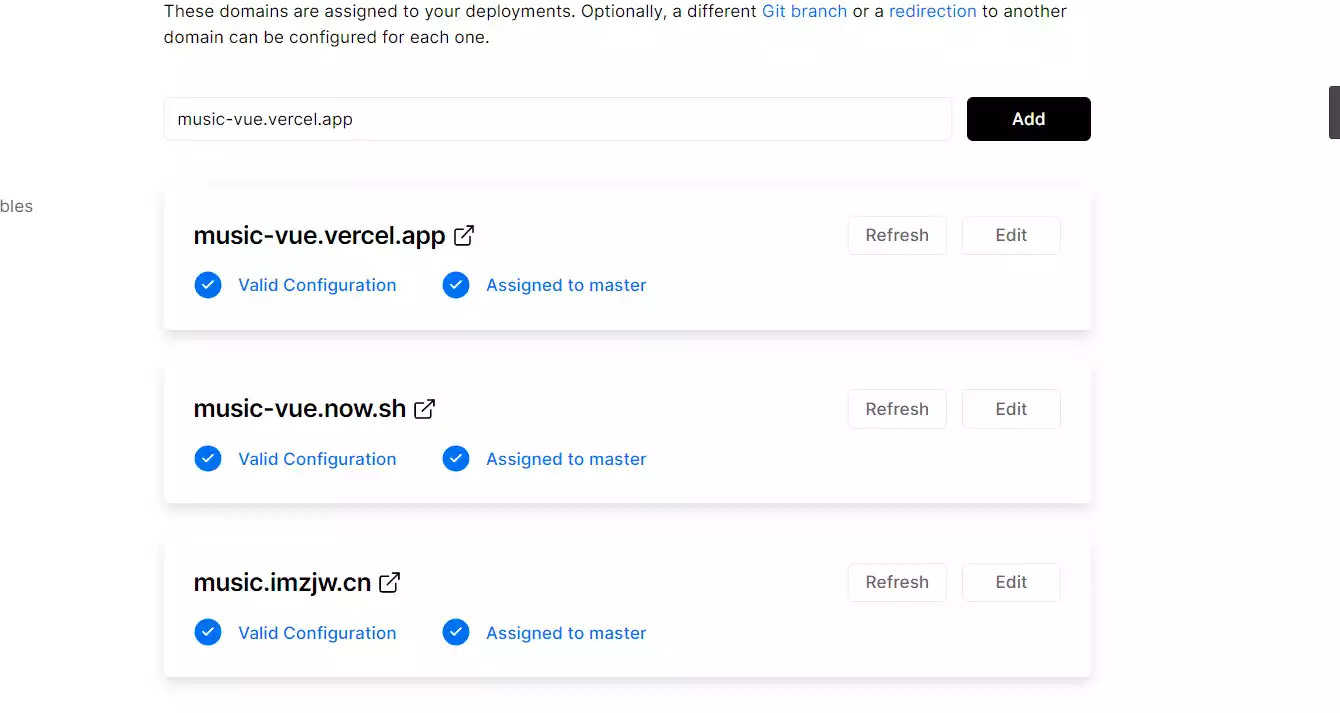 These domains are assigned to your deployments. Optionally, a different Git branch or a redirection to another
domain can be configured for each one.
music-vue.vercel.app
Add
bles
music-vue.vercel.app
Refresh
Edit
Valid Configuration
Assigned to master
music-vue.now.sh
Refresh
Edit
Valid Configuration
Assigned to master
music.imzjw.cn
Refresh
Edit
Valid Configuration
Assigned to master